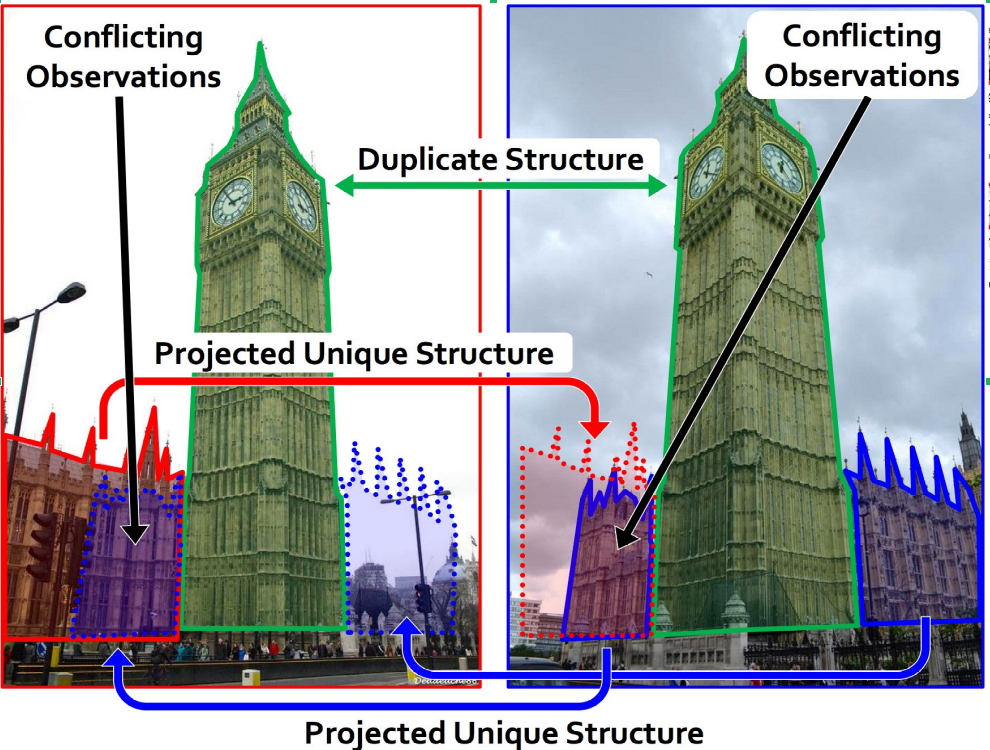 Conflicting
Observations
Conflicting
Observations
Duplicate Structure
Projected Unique Structure
Projected Unique Structure